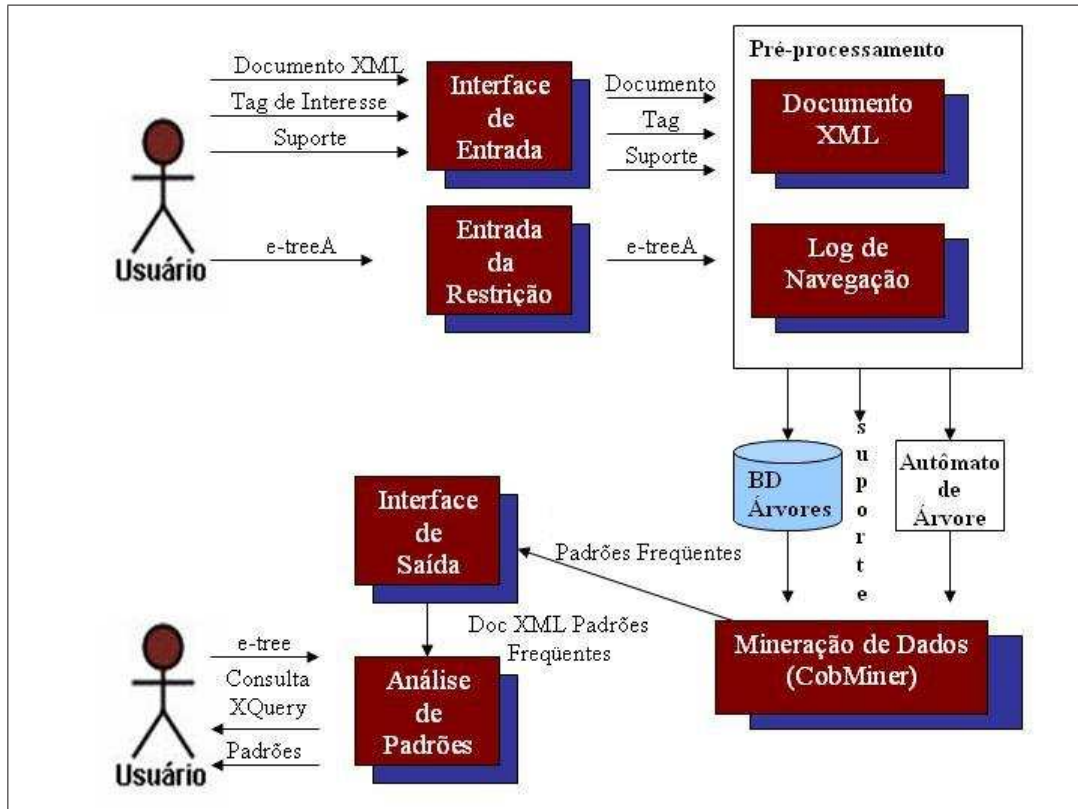 Pré-processamento
Documento XML
Tag de Interesse
Suporte
Interface
de
Entrada
Documento
Tag
Suporte
Documento
XML
Usuário
e-treeA
Entrada
da
Restrição
e-treeA
Log de
Navegação
BD
Árvores
suporte
Autômato
de
Árvore
Interface
de
Saída
Padrões Freqüentes
Doc XML Padrões
Freqüentes
Mineração de Dados
(CobMiner)
Usuário
e-tree
Consulta
XQuery
Padrões
Análise
de
Padrões